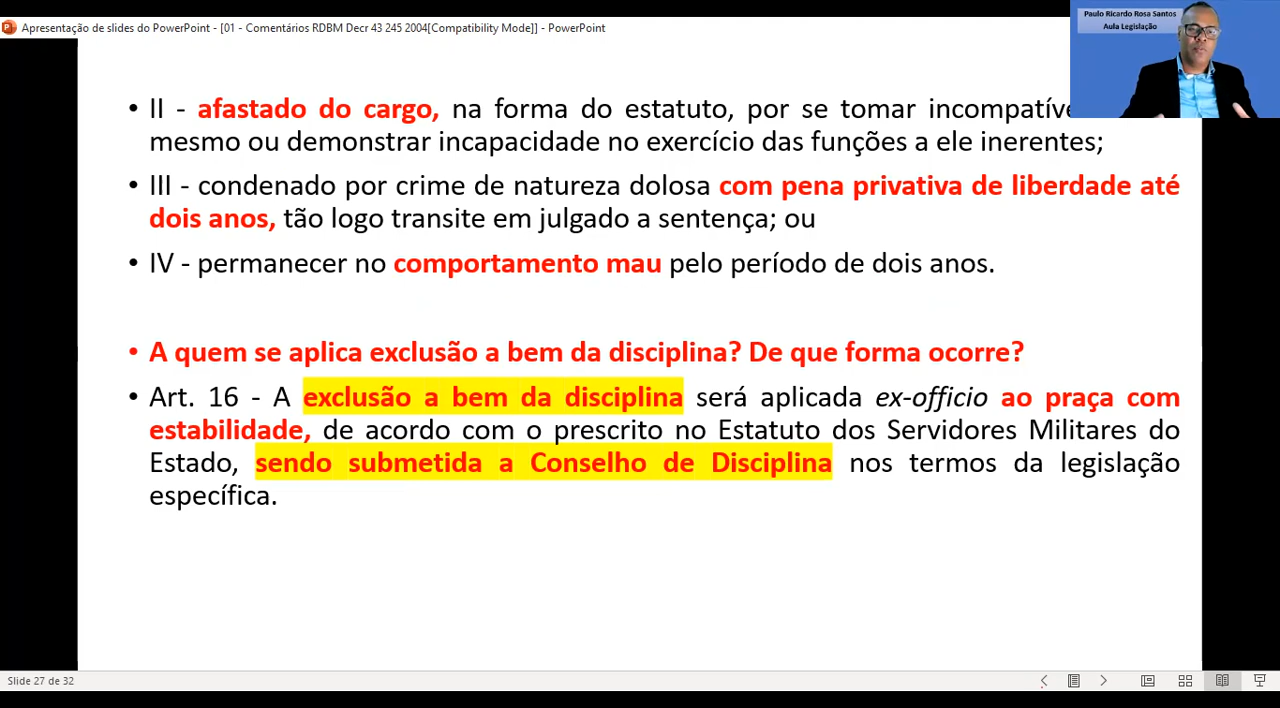 Apresentação de slides do PowerPoint - [01 - Comentários RDBM Decr 43 245 2004[Compatibility Mode]] - PowerPoint
Paulo Ricardo Rosa Santos
Aula Legislação
• II - afastado do cargo, na forma do estatuto, por se tomar incompatíve
mesmo ou demonstrar incapacidade no exercício das funções a ele inerentes;
• III - condenado por crime de natureza dolosa com pena privativa de liberdade até
dois anos, tão logo transite em julgado a sentença; ou
• IV - permanecer no comportamento mau pelo período de dois anos.
• A quem se aplica exclusão a bem da disciplina? De que forma ocorre?
• Art. 16 - A exclusão a bem da disciplina será aplicada ex-officio ao praça com
estabilidade, de acordo com o prescrito no Estatuto dos Servidores Militares do
Estado, sendo submetida a Conselho de Disciplina nos termos da legislação
específica.
Slide 27 de 32